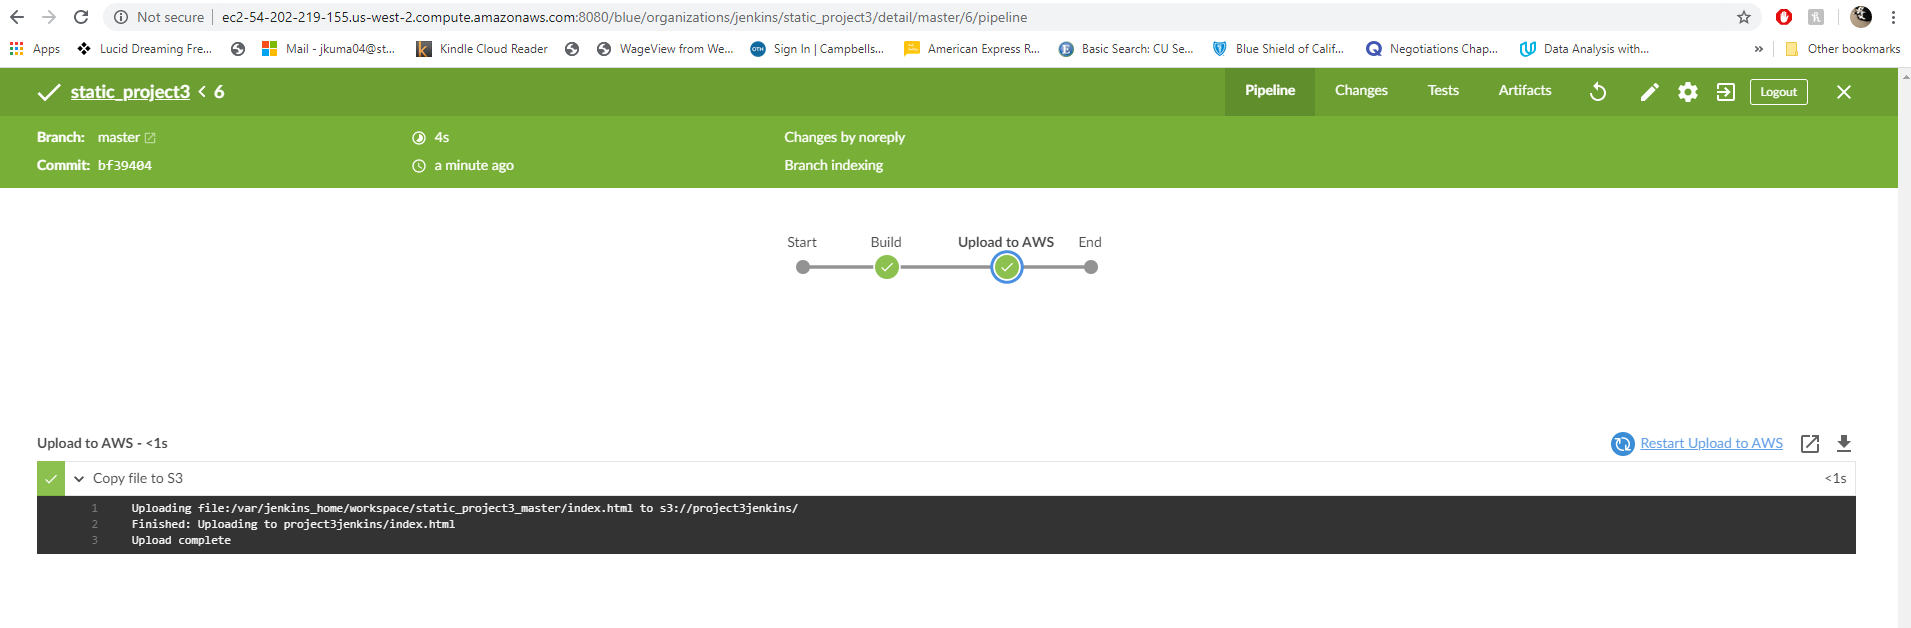 Not secure | ec2-54-202-219-155.us-west-2.compute.amazonaws.com:8080/blue/organizations/jenkins/static_project3/detail/master/6/pipeline
Apps Lucid Dreaming Fre... Mail - jkuma04@st... Kindle Cloud Reader WageView from We... Sign In | Campbells... American Express R... Basic Search: CU Se... Blue Shield of Calif... Negotiations Chap... Data Analysis with... » Other bookmarks
static_project3 < 6 Pipeline Changes Tests Artifacts Logout
Branch: master 4s Changes by noreply
Commit: bf39404 a minute ago Branch indexing
Start Build Upload to AWS End
Upload to AWS - <1s Restart Upload to AWS
Copy file to S3 <1s
1 Uploading file:/var/jenkins_home/workspace/static_project3_master/index.html to s3://project3jenkins/
2 Finished: Uploading to project3jenkins/index.html
3 Upload complete